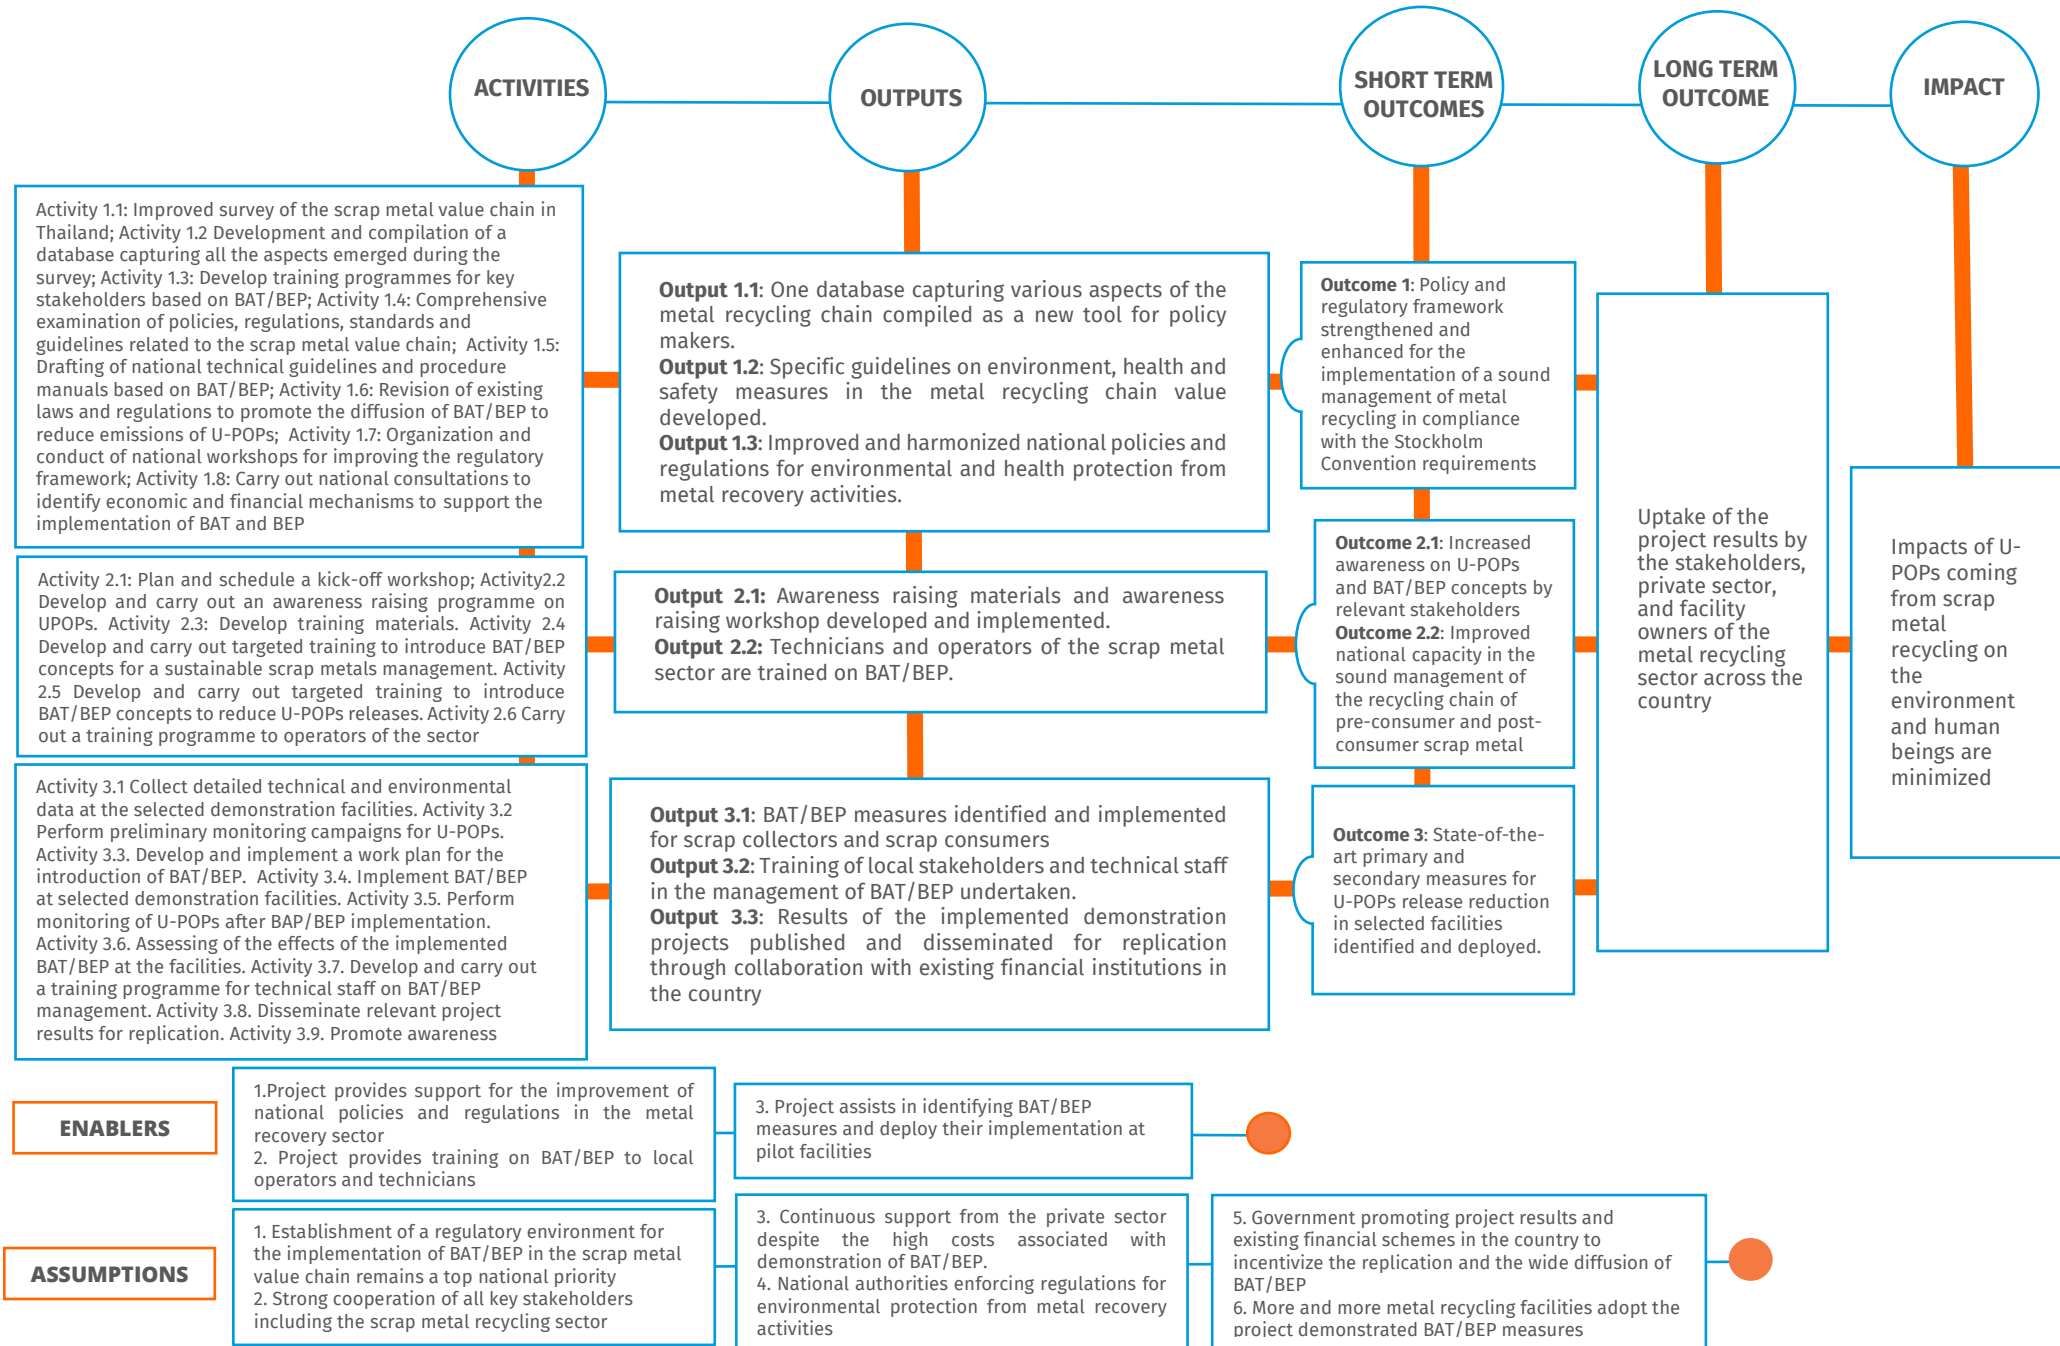 ACTIVITIES
OUTPUTS
SHORT TERM
OUTCOMES
LONG TERM
OUTCOME
IMPACT
Activity 1.1: Improved survey of the scrap metal value chain in
Thailand; Activity 1.2 Development and compilation of a
database capturing all the aspects emerged during the
survey; Activity 1.3: Develop training programmes for key
stakeholders based on BAT/BEP; Activity 1.4: Comprehensive
examination of policies, regulations, standards and
guidelines related to the scrap metal value chain; Activity 1.5:
Drafting of national technical guidelines and procedure
manuals based on BAT/BEP; Activity 1.6: Revision of existing
laws and regulations to promote the diffusion of BAT/BEP to
reduce emissions of U-POPs; Activity 1.7: Organization and
conduct of national workshops for improving the regulatory
framework; Activity 1.8: Carry out national consultations to
identify economic and financial mechanisms to support the
implementation of BAT and BEP
Output 1.1: One database capturing various aspects of the
metal recycling chain compiled as a new tool for policy
makers.
Output 1.2: Specific guidelines on environment, health and
safety measures in the metal recycling chain value
developed.
Output 1.3: Improved and harmonized national policies and
regulations for environmental and health protection from
metal recovery activities.
Outcome 1: Policy and
regulatory framework
strengthened and
enhanced for the
implementation of a sound
management of metal
recycling in compliance
with the Stockholm
Convention requirements
Activity 2.1: Plan and schedule a kick-off workshop; Activity2.2
Develop and carry out an awareness raising programme on
UPOPs. Activity 2.3: Develop training materials. Activity 2.4
Develop and carry out targeted training to introduce BAT/BEP
concepts for a sustainable scrap metals management. Activity
2.5 Develop and carry out targeted training to introduce
BAT/BEP concepts to reduce U-POPs releases. Activity 2.6 Carry
out a training programme to operators of the sector
Output 2.1: Awareness raising materials and awareness
raising workshop developed and implemented.
Output 2.2: Technicians and operators of the scrap metal
sector are trained on BAT/BEP.
Outcome 2.1: Increased
awareness on U-POPs
and BAT/BEP concepts by
relevant stakeholders
Outcome 2.2: Improved
national capacity in the
sound management of
the recycling chain of
pre-consumer and post-
consumer scrap metal
Activity 3.1 Collect detailed technical and environmental
data at the selected demonstration facilities. Activity 3.2
Perform preliminary monitoring campaigns for U-POPs.
Activity 3.3. Develop and implement a work plan for the
introduction of BAT/BEP. Activity 3.4. Implement BAT/BEP
at selected demonstration facilities. Activity 3.5. Perform
monitoring of U-POPs after BAP/BEP implementation.
Activity 3.6. Assessing of the effects of the implemented
BAT/BEP at the facilities. Activity 3.7. Develop and carry out
a training programme for technical staff on BAT/BEP
management. Activity 3.8. Disseminate relevant project
results for replication. Activity 3.9. Promote awareness
Output 3.1: BAT/BEP measures identified and implemented
for scrap collectors and scrap consumers
Output 3.2: Training of local stakeholders and technical staff
in the management of BAT/BEP undertaken.
Output 3.3: Results of the implemented demonstration
projects published and disseminated for replication
through collaboration with existing financial institutions in
the country
Outcome 3: State-of-the-
art primary and
secondary measures for
U-POPs release reduction
in selected facilities
identified and deployed.
Uptake of the
project results by
the stakeholders,
private sector,
and facility
owners of the
metal recycling
sector across the
country
Impacts of U-
POPs coming
from scrap
metal
recycling on
the
environment
and human
beings are
minimized
ENABLERS
1.Project provides support for the improvement of
national policies and regulations in the metal
recovery sector
2. Project provides training on BAT/BEP to local
operators and technicians
3. Project assists in identifying BAT/BEP
measures and deploy their implementation at
pilot facilities
ASSUMPTIONS
1. Establishment of a regulatory environment for
the implementation of BAT/BEP in the scrap metal
value chain remains a top national priority
2. Strong cooperation of all key stakeholders
including the scrap metal recycling sector
3. Continuous support from the private sector
despite the high costs associated with
demonstration of BAT/BEP.
4. National authorities enforcing regulations for
environmental protection from metal recovery
activities
5. Government promoting project results and
existing financial schemes in the country to
incentivize the replication and the wide diffusion of
BAT/BEP
6. More and more metal recycling facilities adopt the
project demonstrated BAT/BEP measures